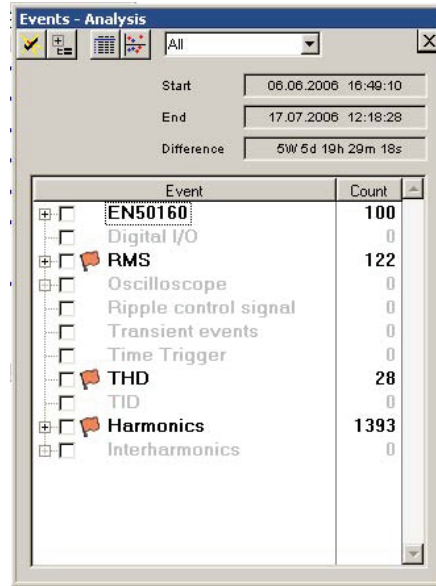 Events - Analysis
All
Start 06.06.2006 16:49:10
End 17.07.2006 12:18:28
Difference 5W 5d 19h 29m 18s
Event Count
EN50160 100
Digital I/O 0
RMS 122
Oscilloscope 0
Ripple control signal 0
Transient events 0
Time Trigger 0
THD 28
TID 0
Harmonics 1393
Interharmonics 0